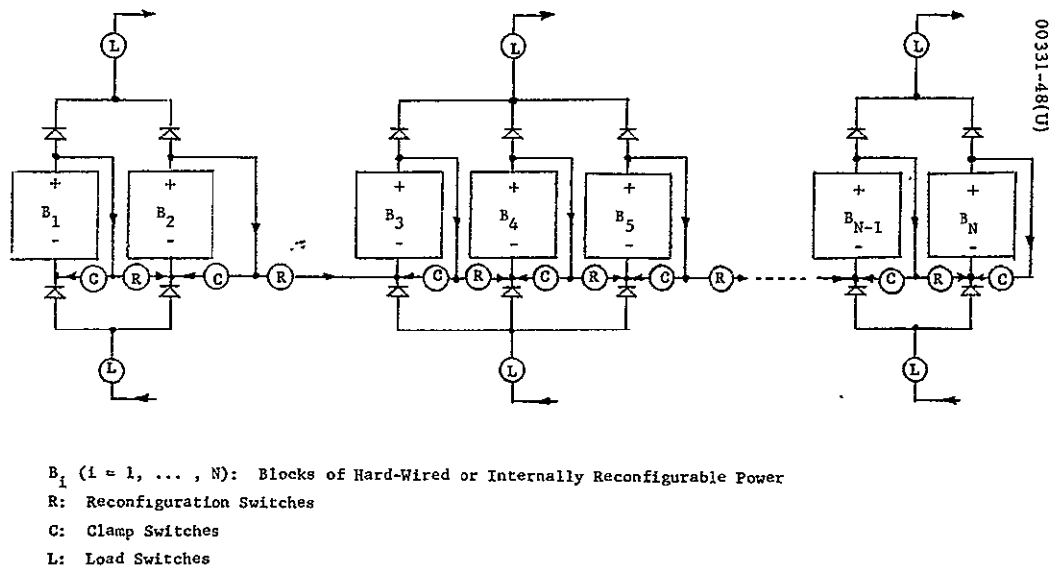 L L L
00331-48(U)
+ + + + + + +
B1 B2 B3 B4 B5 BN-1 BN
- - - - - - -
C R C R C R C R C R C R C
L L L
Bi (i = 1, ... , N): Blocks of Hard-Wired or Internally Reconfigurable Power
R: Reconfiguration Switches
C: Clamp Switches
L: Load Switches